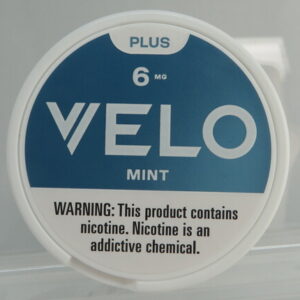 PLUS
6 MG
VELO
MINT
WARNING: This product contains
nicotine. Nicotine is an
addictive chemical.